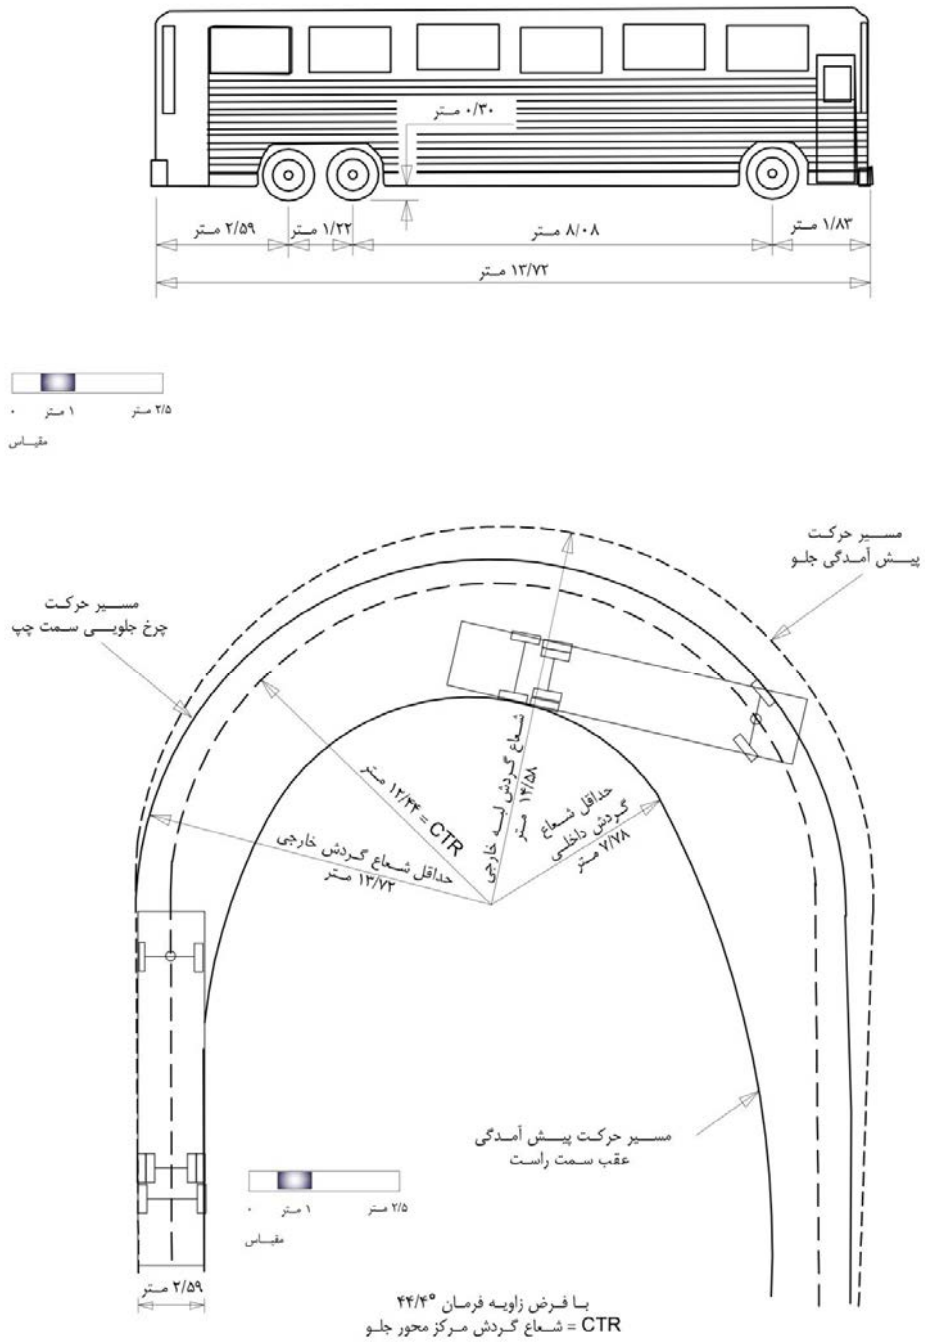 ۰/۳۰ متر
۲/۵۹ متر
۱/۲۲ متر
۸/۰۸ متر
۱/۸۳ متر
۱۳/۷۲ متر
۰
۱ متر
۲/۵ متر
مقیاس
مسیر حرکت
پیش آمدگی جلو
مسیر حرکت
چرخ جلویی سمت چپ
شعاع گردش لبه خارجی
۱۴/۵۸ متر
CTR = ۱۲/۴۴ متر
حداقل شعاع
گردش داخلی
۷/۷۸ متر
حداقل شعاع گردش خارجی
۱۳/۷۲ متر
مسیر حرکت پیش آمدگی
عقب سمت راست
۰
۱ متر
۲/۵ متر
مقیاس
۲/۵۹ متر
با فرض زاویه فرمان ۴۴/۴°
CTR = شعاع گردش مرکز محور جلو